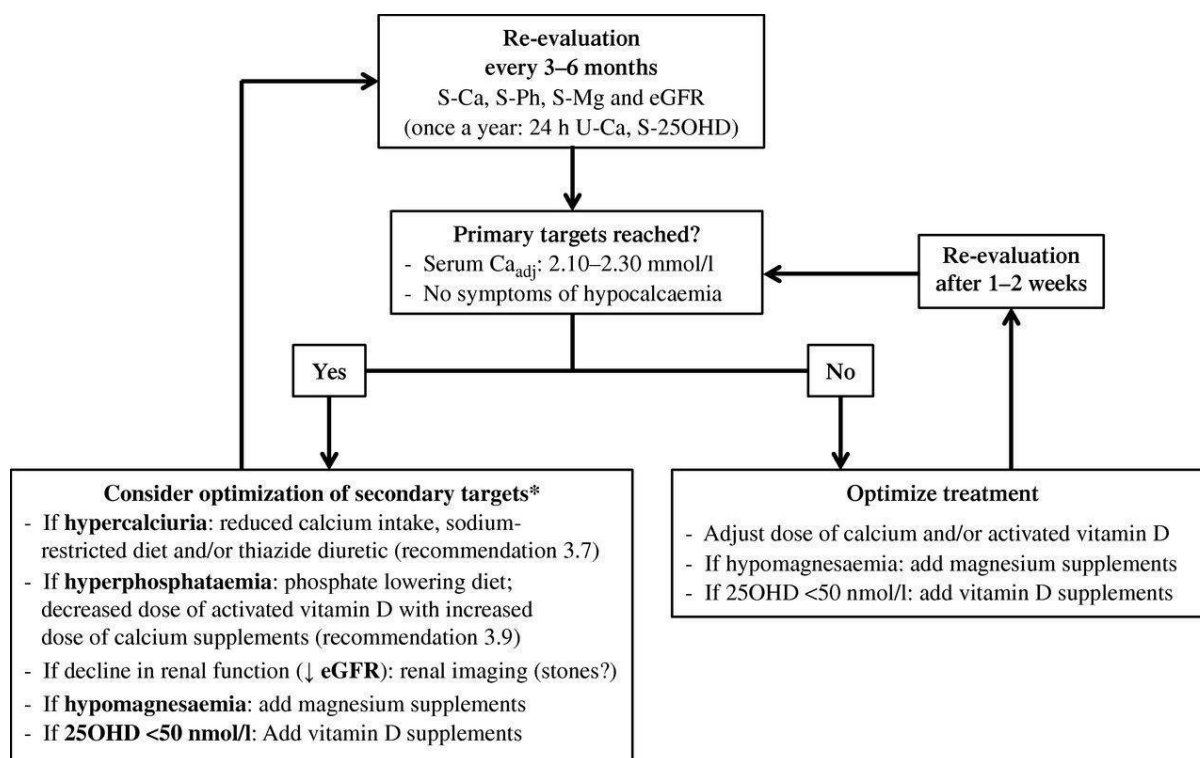 Re-evaluation
every 3–6 months
S-Ca, S-Ph, S-Mg and eGFR
(once a year: 24 h U-Ca, S-25OHD)
Primary targets reached?
- Serum Caadj: 2.10–2.30 mmol/l
- No symptoms of hypocalcaemia
Re-evaluation
after 1–2 weeks
Yes
No
Consider optimization of secondary targets*
- If hypercalciuria: reduced calcium intake, sodium-
restricted diet and/or thiazide diuretic (recommendation 3.7)
- If hyperphosphataemia: phosphate lowering diet;
decreased dose of activated vitamin D with increased
dose of calcium supplements (recommendation 3.9)
- If decline in renal function (↓ eGFR): renal imaging (stones?)
- If hypomagnesaemia: add magnesium supplements
- If 25OHD <50 nmol/l: Add vitamin D supplements
Optimize treatment
- Adjust dose of calcium and/or activated vitamin D
- If hypomagnesaemia: add magnesium supplements
- If 25OHD <50 nmol/l: add vitamin D supplements